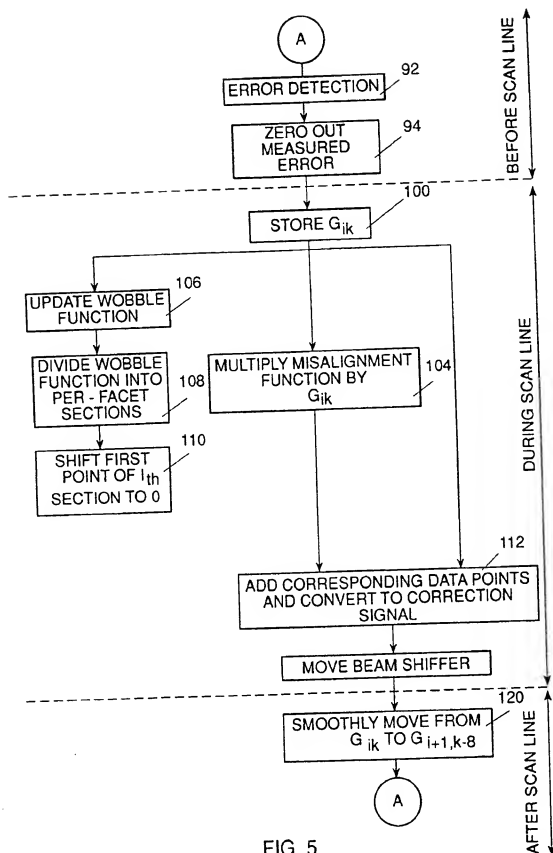 A
ERROR DETECTION
92
ZERO OUT
MEASURED
ERROR
94
BEFORE SCAN LINE
STORE Gik
100
UPDATE WOBBLE
FUNCTION
106
DIVIDE WOBBLE
FUNCTION INTO
PER - FACET
SECTIONS
108
SHIFT FIRST
POINT OF Ith
SECTION TO 0
110
MULTIPLY MISALIGNMENT
FUNCTION BY
Gik
104
ADD CORRESPONDING DATA POINTS
AND CONVERT TO CORRECTION
SIGNAL
112
MOVE BEAM SHIFFER
DURING SCAN LINE
SMOOTHLY MOVE FROM
Gik TO Gi+1,k-8
120
A
AFTER SCAN LINE
FIG. 5